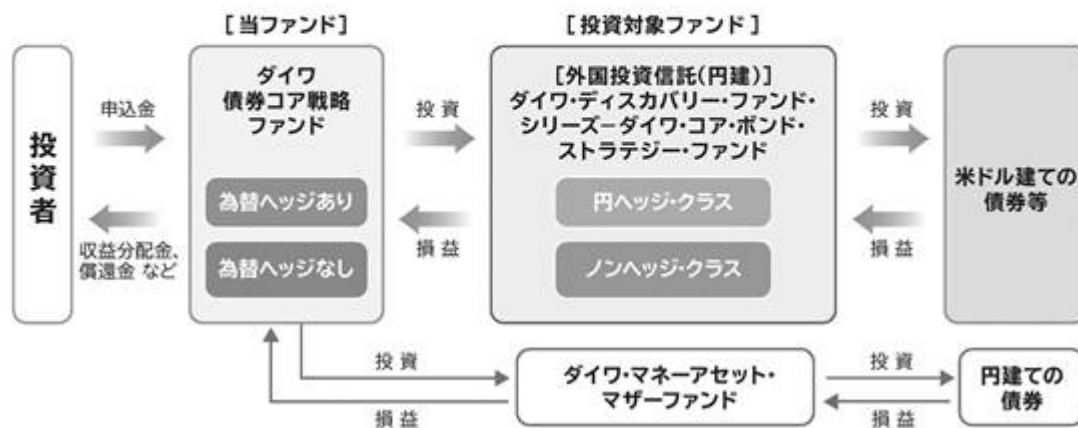 [当ファンド]
[投資対象ファンド]
投資者
申込金
収益分配金、
償還金 など
ダイワ
債券コア戦略
ファンド
為替ヘッジあり
為替ヘッジなし
投 資
損 益
[外国投資信託(円建)]
ダイワ・ディスカバリー・ファンド・
シリーズ−ダイワ・コア・ボンド・
ストラテジー・ファンド
円ヘッジ・クラス
ノンヘッジ・クラス
投 資
損 益
米ドル建ての
債券等
投 資
損 益
ダイワ・マネーアセット・
マザーファンド
投 資
損 益
円建ての
債券